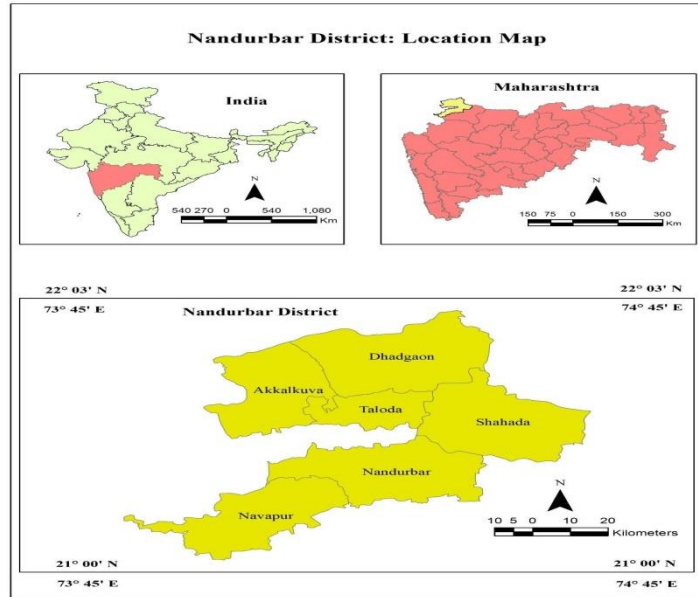 Nandurbar District: Location Map
India
N
540 270 0 540 1,080
Km
Maharashtra
N
150 75 0 150 300
Km
22° 03' N
73° 45' E
22° 03' N
74° 45' E
Nandurbar District
Dhadgaon
Akkalkuva
Taloda
Shahada
Nandurbar
Navapur
N
10 5 0 10 20
Kilometers
21° 00' N
73° 45' E
21° 00' N
74° 45' E